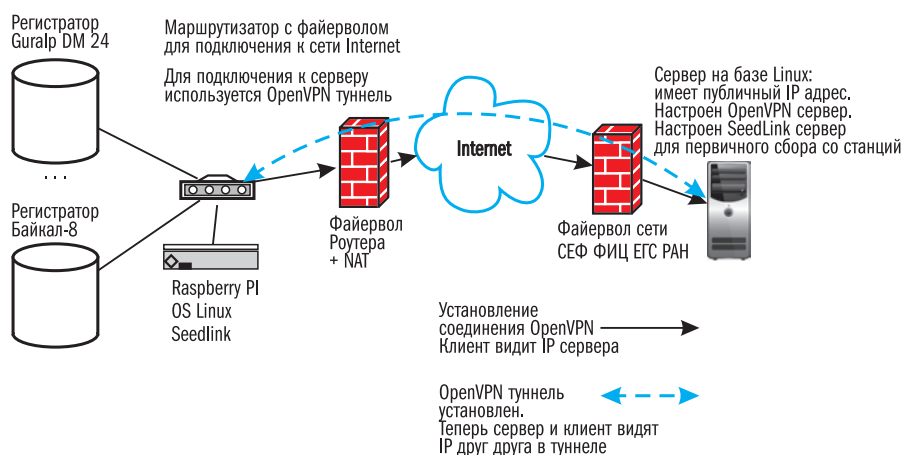 Регистратор
Guralp DM 24
Маршрутизатор с файерволом
для подключения к сети Internet
Для подключения к серверу
используется OpenVPN туннель
Сервер на базе Linux:
имеет публичный IP адрес.
Настроен OpenVPN сервер.
Настроен SeedLink сервер
для первичного сбора со станций
Internet
. . .
Регистратор
Байкал-8
Файервол
Роутера
+ NAT
Файервол сети
СЕФ ФИЦ ЕГС РАН
Raspberry PI
OS Linux
Seedlink
Установление
соединения OpenVPN
Клиент видит IP сервера
OpenVPN туннель
установлен.
Теперь сервер и клиент видят
IP друг друга в туннеле